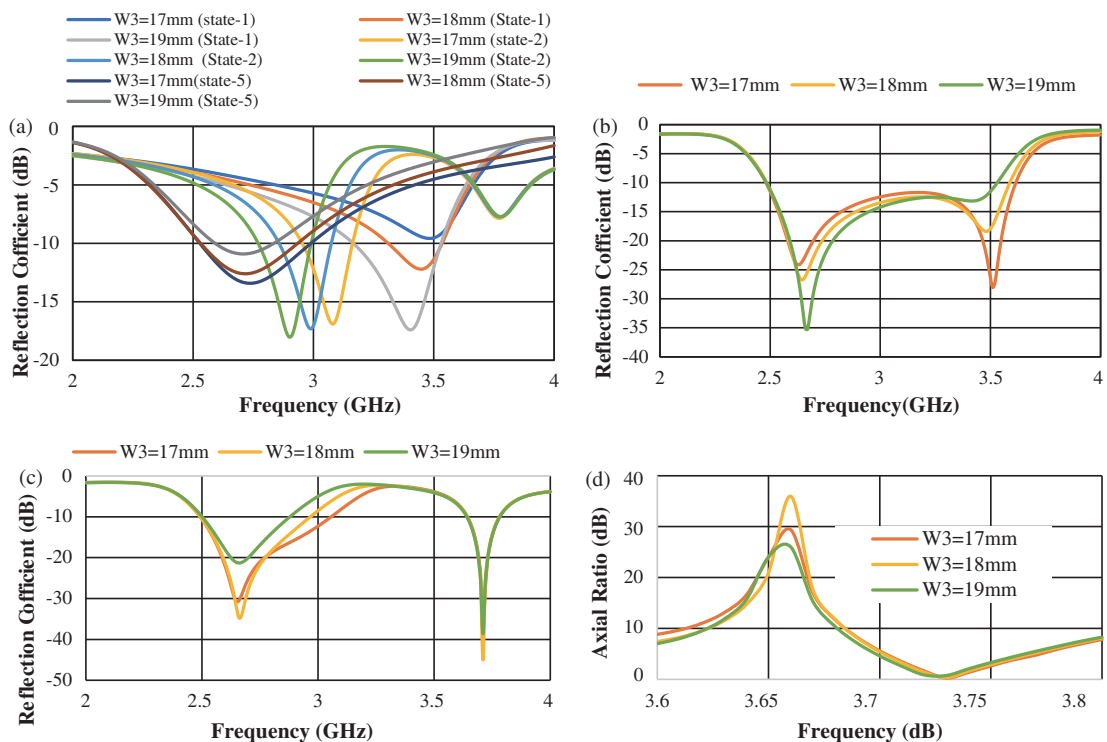 W3=17mm (state-1) W3=18mm (State-1)
W3=19mm (State-1) W3=17mm (state-2)
W3=18mm (State-2) W3=19mm (State-2)
W3=17mm(state-5) W3=18mm (State-5)
W3=19mm (State-5)
(a)
0
-5
-10
-15
-20
Reflection Cofficient (dB)
2 2.5 3 3.5 4
Frequency (GHz)
W3=17mm W3=18mm W3=19mm
(b)
0
-5
-10
-15
-20
-25
-30
-35
-40
Reflection Cofficient (dB)
2 2.5 3 3.5 4
Frequency(GHz)
W3=17mm W3=18mm W3=19mm
(c)
0
-10
-20
-30
-40
-50
Reflection Cofficient (dB)
2 2.5 3 3.5 4
Frequency (GHz)
(d)
40
30
20
10
0
Axial Ratio
(dB)
W3=17mm
W3=18mm
W3=19mm
3.6 3.65 3.7 3.75 3.8
Frequency (dB)